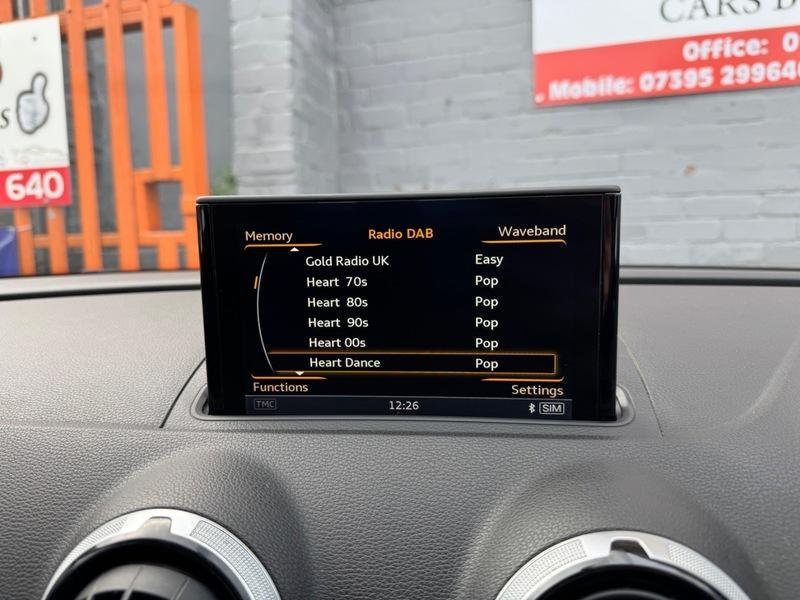 CARS B
Office: 0
Mobile: 07395 29964
S
640
Memory
Radio DAB
Waveband
Gold Radio UK Easy
Heart 70s Pop
Heart 80s Pop
Heart 90s Pop
Heart 00s Pop
Heart Dance Pop
Functions
Settings
TMC
12:26
SIM